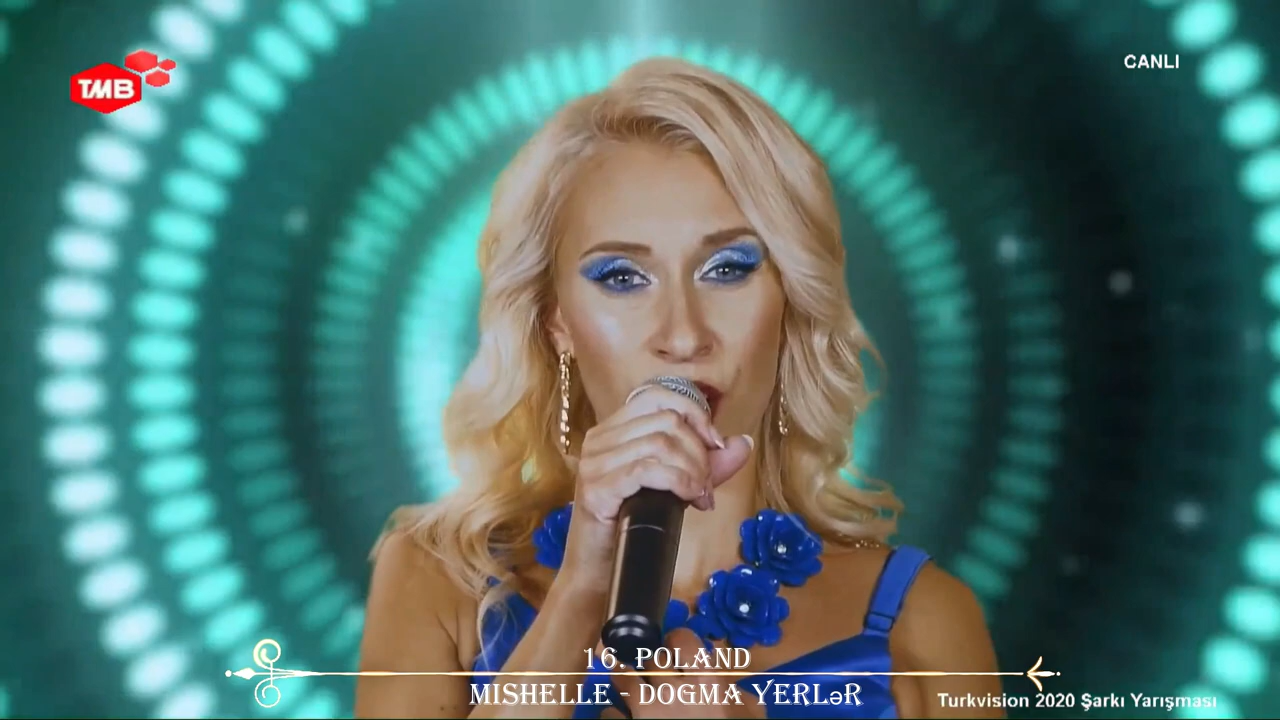 TMB
CANLI
16. POLAND
MISHELLE - DOGMA YERLəR
Turkvision 2020 Şarkı Yarışması